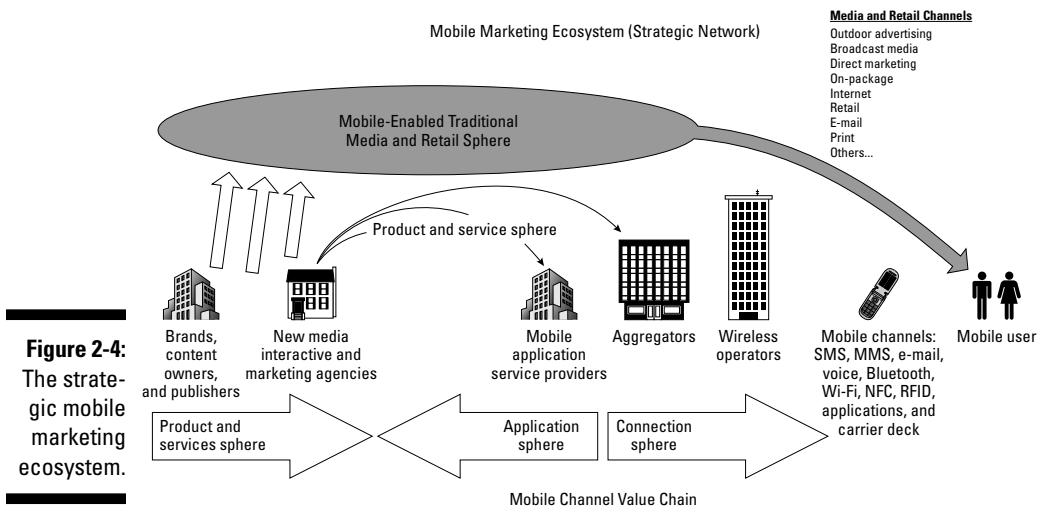 Mobile Marketing Ecosystem (Strategic Network)
Media and Retail Channels
Outdoor advertising
Broadcast media
Direct marketing
On-package
Internet
Retail
E-mail
Print
Others...
Mobile-Enabled Traditional
Media and Retail Sphere
Product and service sphere
Brands,
content
owners,
and publishers
New media
interactive and
marketing agencies
Mobile
application
service providers
Aggregators
Wireless
operators
Mobile channels:
SMS, MMS, e-mail,
voice, Bluetooth,
Wi-Fi, NFC, RFID,
applications, and
carrier deck
Mobile user
Figure 2-4:
The strate-
gic mobile
marketing
ecosystem.
Product and
services sphere
Application
sphere
Connection
sphere
Mobile Channel Value Chain